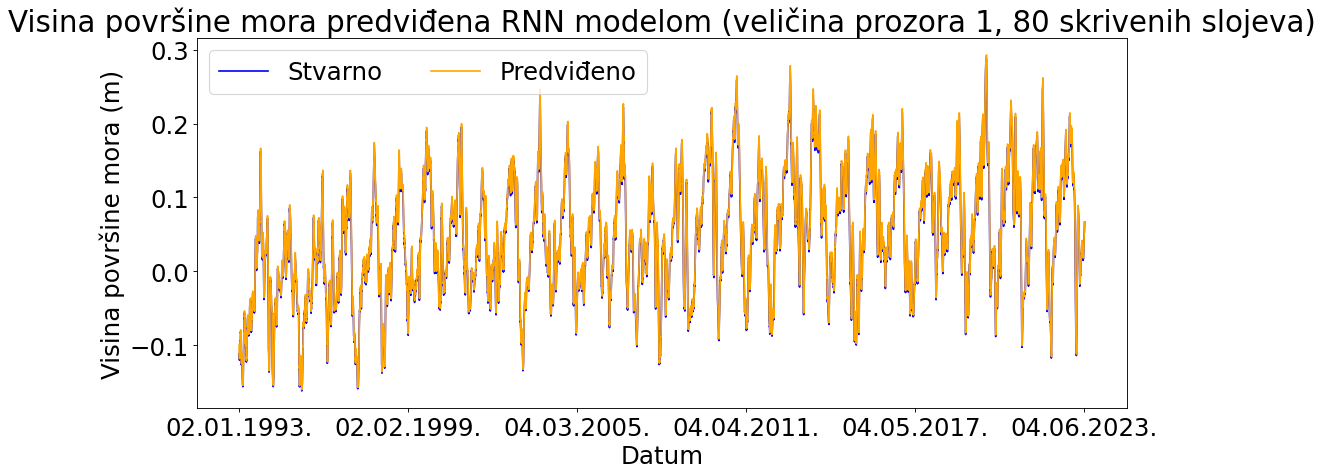 Visina površine mora predviđena RNN modelom (veličina prozora 1, 80 skrivenih slojeva)
Stvarno Predviđeno
Visina površine mora (m)
0.3
0.2
0.1
0.0
−0.1
02.01.1993. 02.02.1999. 04.03.2005. 04.04.2011. 04.05.2017. 04.06.2023.
Datum